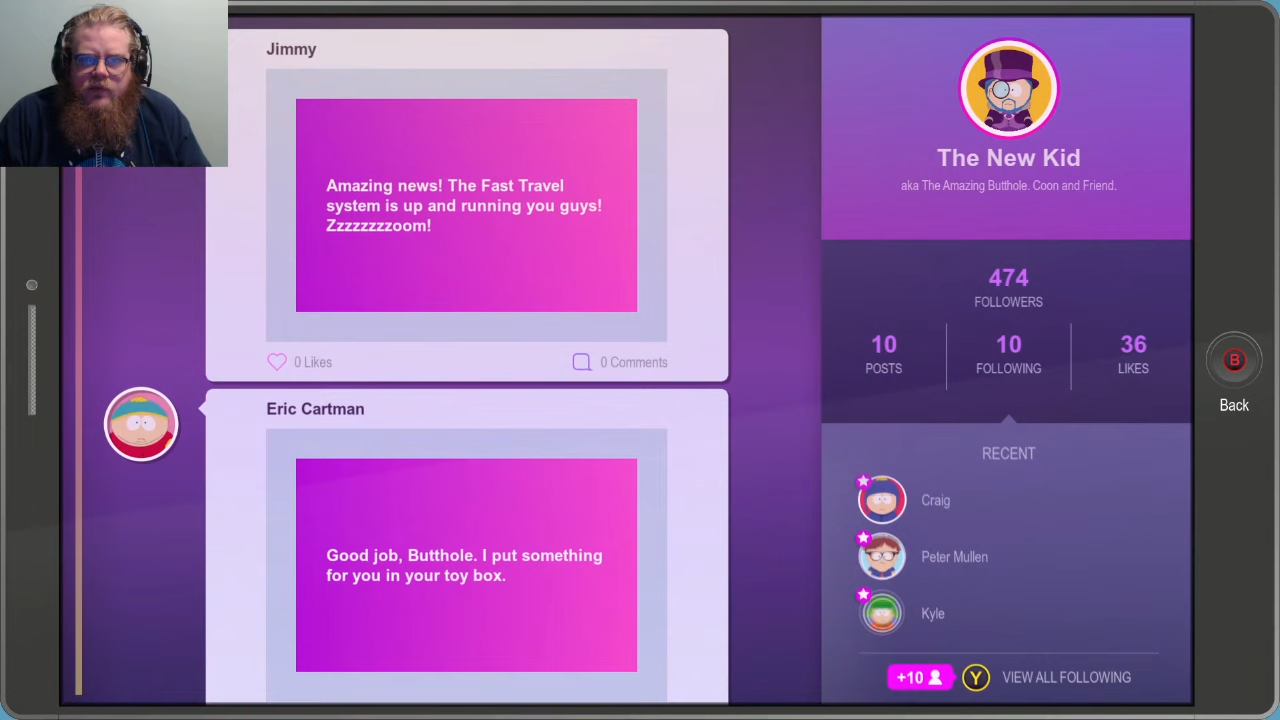 Jimmy
Amazing news! The Fast Travel
system is up and running you guys!
Zzzzzzzzoom!
0 Likes
0 Comments
Eric Cartman
Good job, Butthole. I put something
for you in your toy box.
The New Kid
aka The Amazing Butthole. Coon and Friend.
474
FOLLOWERS
10
POSTS
10
FOLLOWING
36
LIKES
RECENT
Craig
Peter Mullen
Kyle
+10
Y
VIEW ALL FOLLOWING
B
Back